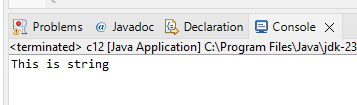 Problems @ Javadoc Declaration Console ×
<terminated> c12 [Java Application] C:\Program Files\Java\jdk-23
This is string